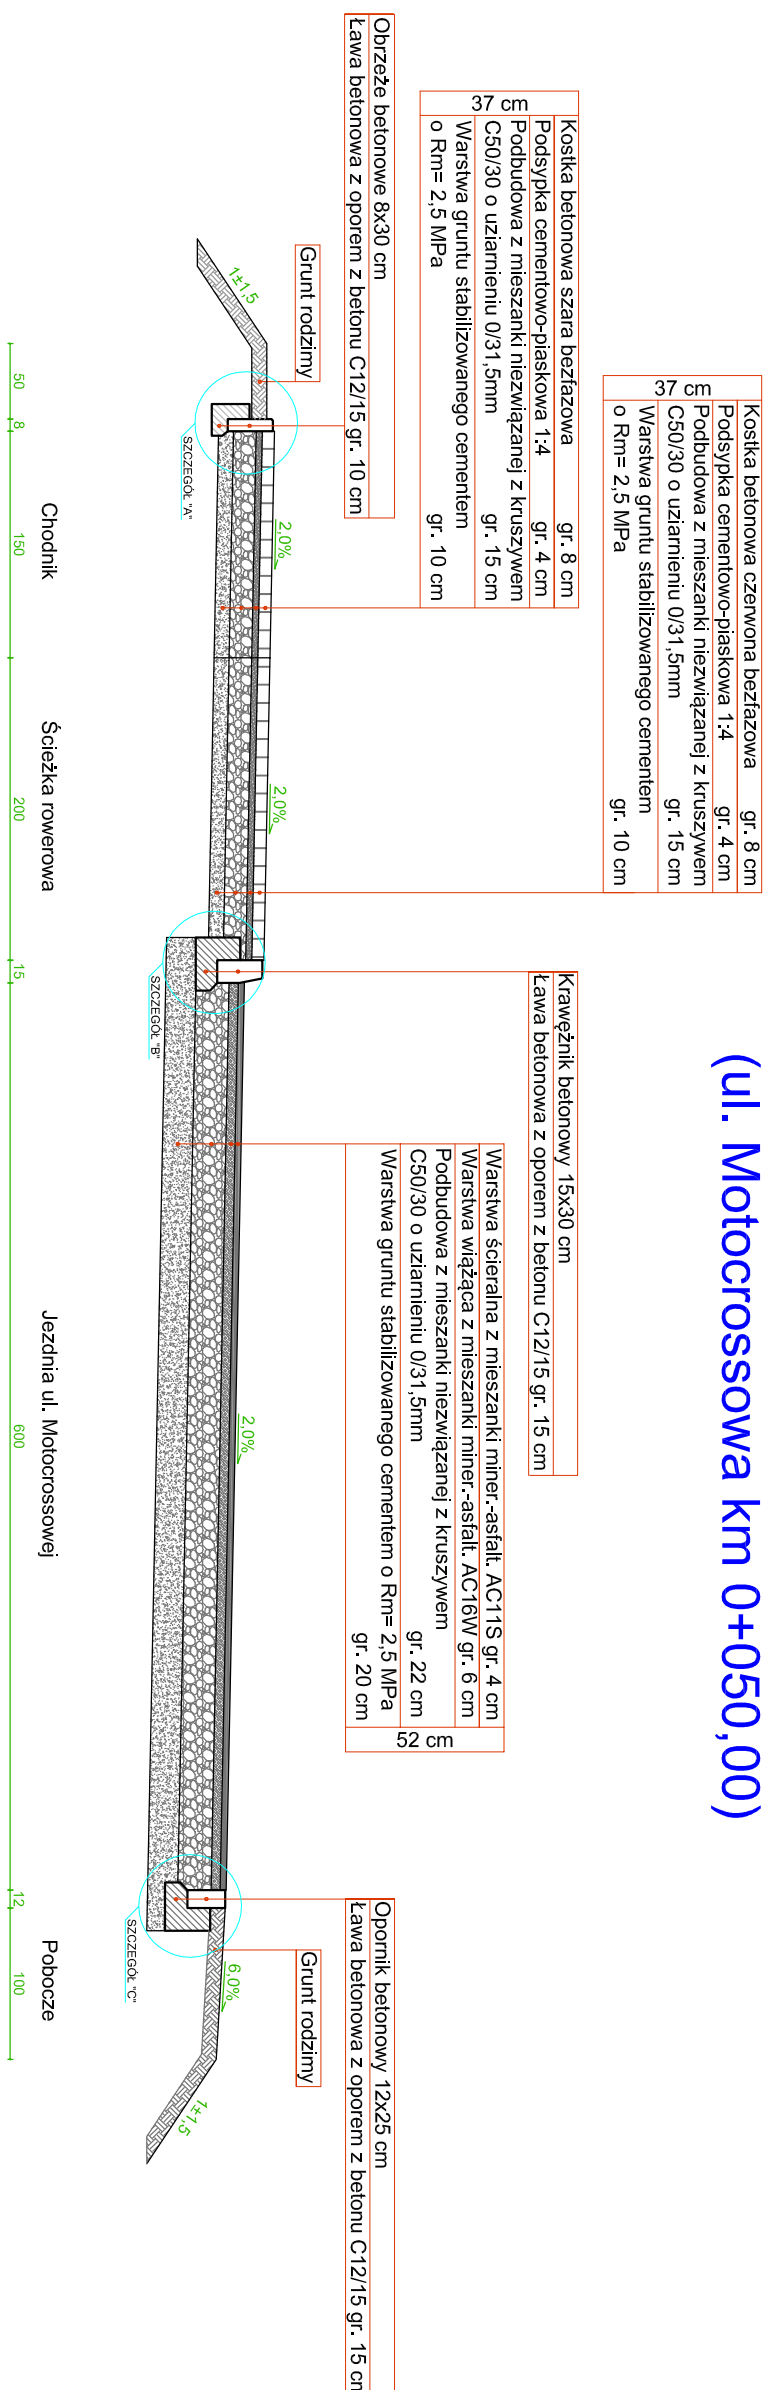 (ul. Motocrossowa km 0+050,00)
37 cm
Kostka betonowa czerwona bezfazowa gr. 8 cm
Podsypka cementowo-piaskowa 1:4 gr. 4 cm
Podbudowa z mieszanki niezwiązanej z kruszywem
C50/30 o uziarnieniu 0/31,5mm gr. 15 cm
Warstwa gruntu stabilizowanego cementem
o Rm= 2,5 MPa gr. 10 cm
37 cm
Kostka betonowa szara bezfazowa gr. 8 cm
Podsypka cementowo-piaskowa 1:4 gr. 4 cm
Podbudowa z mieszanki niezwiązanej z kruszywem
C50/30 o uziarnieniu 0/31,5mm gr. 15 cm
Warstwa gruntu stabilizowanego cementem
o Rm= 2,5 MPa gr. 10 cm
Krawężnik betonowy 15x30 cm
Ława betonowa z oporem z betonu C12/15 gr. 15 cm
Warstwa ścieralna z mieszanki miner.-asfalt. AC11S gr. 4 cm
Warstwa wiążąca z mieszanki miner.-asfalt. AC16W gr. 6 cm
Podbudowa z mieszanki niezwiązanej z kruszywem
C50/30 o uziarnieniu 0/31,5mm gr. 22 cm
Warstwa gruntu stabilizowanego cementem o Rm= 2,5 MPa
gr. 20 cm
52 cm
Obrzeże betonowe 8x30 cm
Ława betonowa z oporem z betonu C12/15 gr. 10 cm
Opornik betonowy 12x25 cm
Ława betonowa z oporem z betonu C12/15 gr. 15 cm
Grunt rodzimy
Grunt rodzimy
1±1,5
2,0%
2,0%
2,0%
6,0%
1±1,5
SZCZEGÓŁ "A"
SZCZEGÓŁ "B"
SZCZEGÓŁ "C"
Chodnik
Ścieżka rowerowa
Jezdnia ul. Motocrossowej
Pobocze
50
8
150
200
15
600
12
100